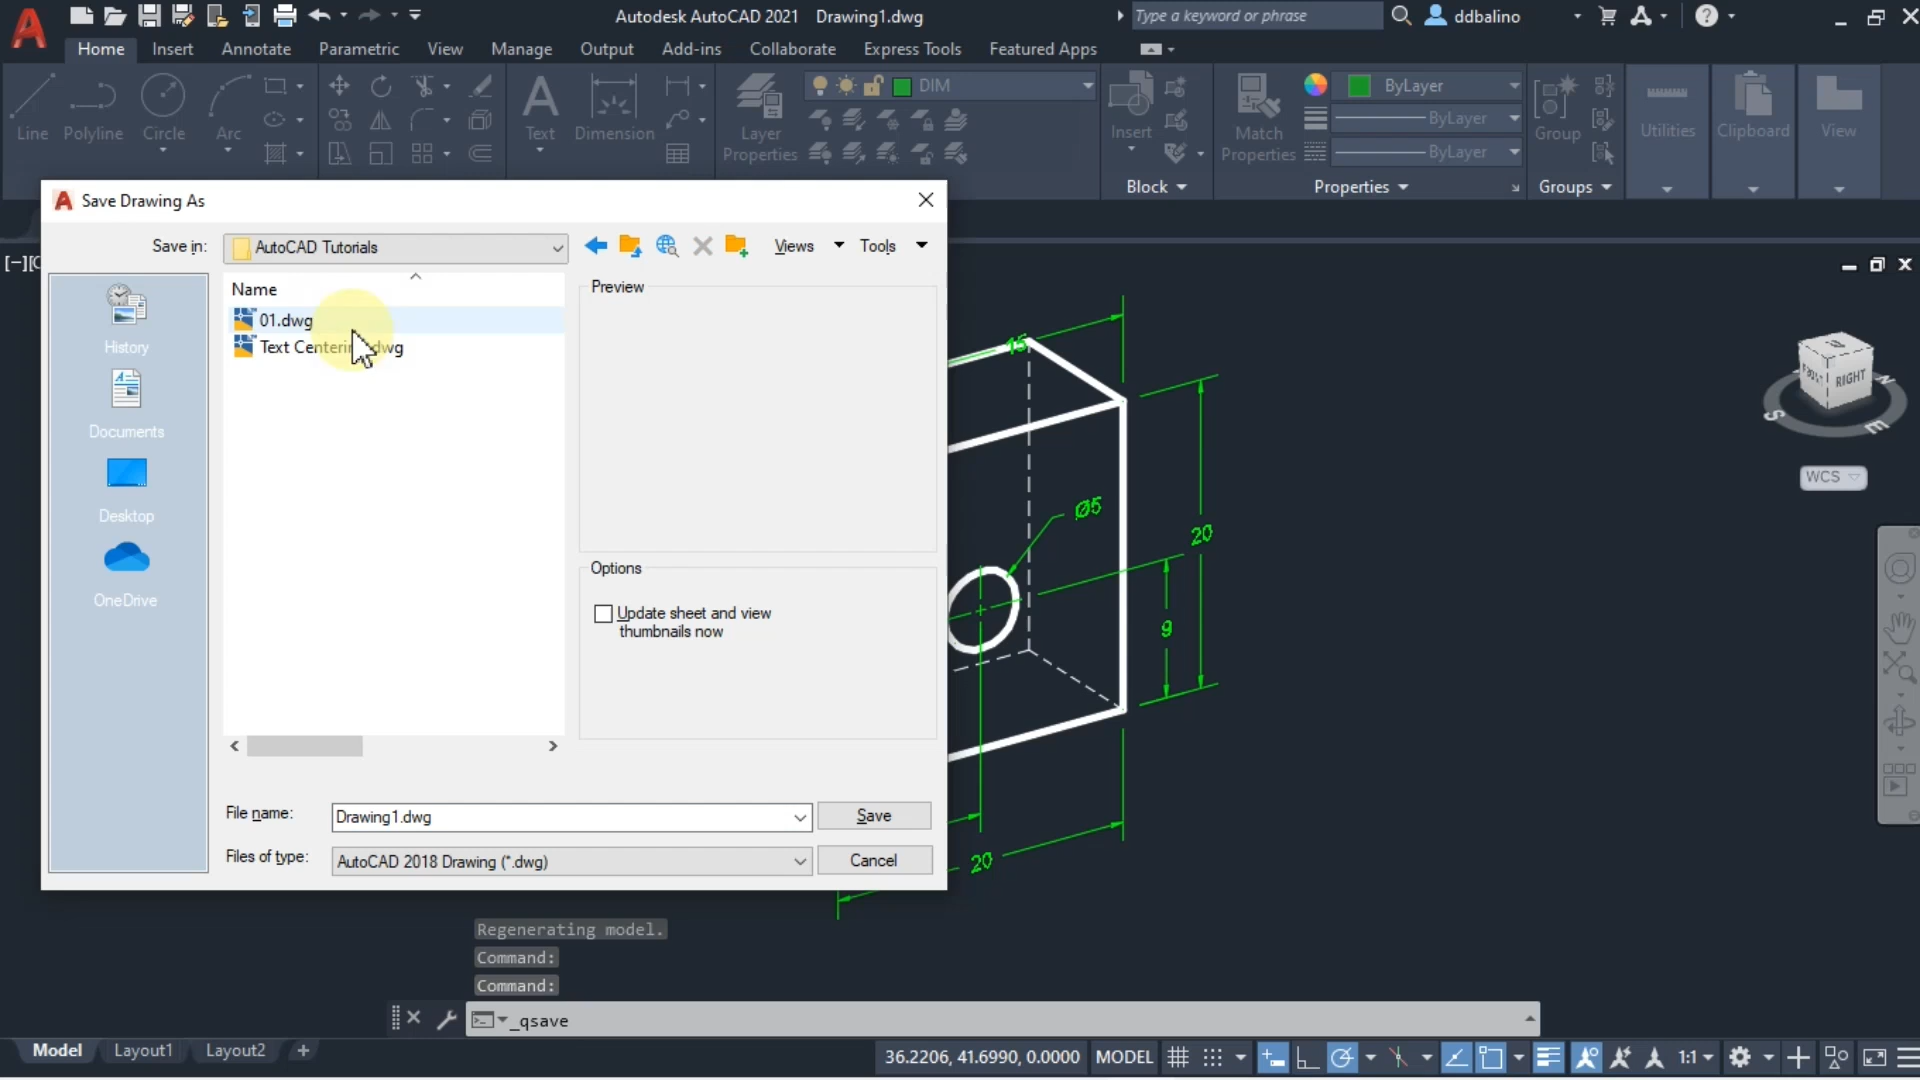 Autodesk AutoCAD 2021 Drawing1.dwg
Type a keyword or phrase
ddbalino
Home Insert Annotate Parametric View Manage Output Add-ins Collaborate Express Tools Featured Apps
Line Polyline Circle Arc
Text Dimension
Layer Properties
DIM
Insert
Match Properties
ByLayer
ByLayer
ByLayer
Group
Utilities
Clipboard
View
Block
Properties
Groups
Save Drawing As
Save in: AutoCAD Tutorials
Views Tools
History
Documents
Desktop
OneDrive
Name
01.dwg
Text Centerin dwg
Preview
Options
Update sheet and view
thumbnails now
File name: Drawing1.dwg
Save
Files of type: AutoCAD 2018 Drawing (*.dwg)
Cancel
15
Ø5
20
9
20
RIGHT
S
E
WCS
Regenerating model.
Command:
Command:
_qsave
Model Layout1 Layout2 +
36.2206, 41.6990, 0.0000 MODEL 1:1